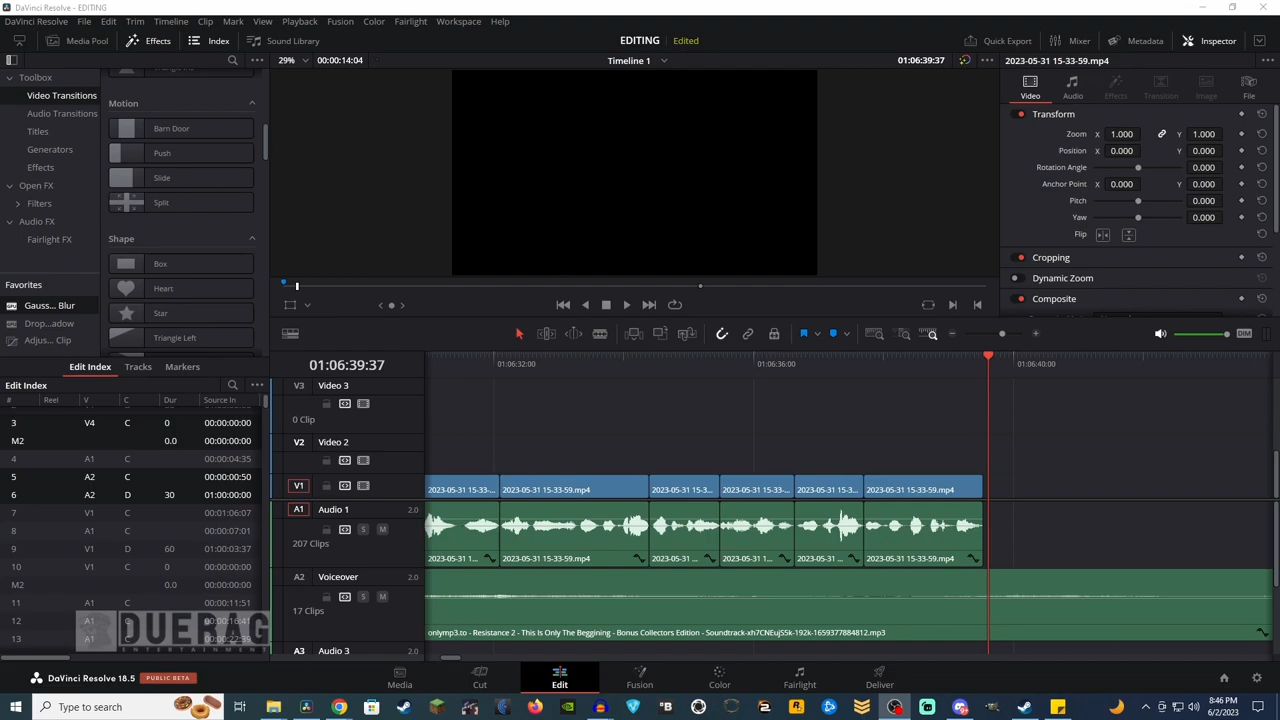 DaVinci Resolve - EDITING
DaVinci Resolve File Edit Trim Timeline Clip Mark View Playback Fusion Color Fairlight Workspace Help
Media Pool Effects Index Sound Library EDITING Edited Quick Export Mixer Metadata Inspector
29% 00:00:14:04 Timeline 1 01:06:39:37 2023-05-31 15-33-59.mp4
Toolbox
Video Transitions
Audio Transitions
Titles
Generators
Effects
Open FX
Filters
Audio FX
Fairlight FX
Favorites
Gauss... Blur
Drop...adow
Adjus... Clip
Motion
Barn Door
Push
Slide
Split
Shape
Box
Heart
Star
Triangle Left
Video Audio Effects Transition Image File
Transform
Zoom X 1.000 Y 1.000
Position X 0.000 Y 0.000
Rotation Angle 0.000
Anchor Point X 0.000 Y 0.000
Pitch 0.000
Yaw 0.000
Flip
Cropping
Dynamic Zoom
Composite
DIM
Edit Index Tracks Markers
Edit Index
# Reel V C Dur Source In
3 V4 C 0 00:00:00:00
M2 0.0 00:00:00:00
4 A1 C 00:00:04:35
5 A2 C 00:00:00:50
6 A2 D 30 01:00:00:00
7 V1 C 00:01:06:07
8 A1 C 00:00:07:01
9 V1 D 60 01:00:03:37
10 V1 C 0 00:00:00:00
M2 0.0 00:00:00:00
11 A1 C 00:00:11:51
12 A1 00:00:16:41
13 A1 00:00:22:39
DUEDAG
ENTERTAINMENT
01:06:39:37 01:06:32:00 01:06:36:00 01:06:40:00
V3 Video 3
0 Clip
V2 Video 2
V1 2023-05-31 15-33-... 2023-05-31 15-33-59.mp4 2023-05-31 15-3... 2023-05-31 15-33-... 2023-05-31 15-3... 2023-05-31 15-33-59.mp4
A1 Audio 1 2.0
S M
207 Clips
2023-05-31 1... 2023-05-31 15-33-59.mp4 2023-05-31 ... 2023-05-31 1... 2023-05-31 ... 2023-05-31 15-33-59.mp4
A2 Voiceover 2.0
S M
17 Clips
onlymp3.to - Resistance 2 - This Is Only The Beggining - Bonus Collectors Edition - Soundtrack-xh7CNEujS5k-192k-1659377884812.mp3
A3 Audio 3 2.0
DaVinci Resolve 18.5 PUBLIC BETA Media Cut Edit Fusion Color Fairlight Deliver
Type here to search
8:46 PM
6/2/2023